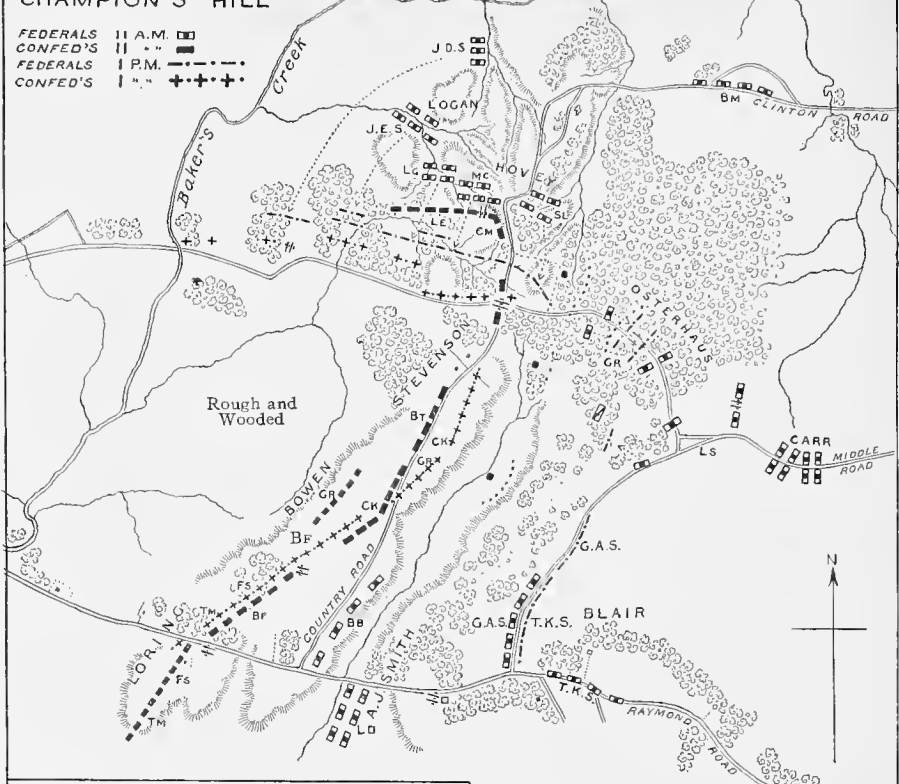 CHAMPION'S HILL
FEDERALS 11 A.M.
CONFED'S 11 " "
FEDERALS 1 P.M.
CONFED'S 1 " "
Baker's Creek
J.D.S
LOGAN
J.E.S.
LG
MC
HOVEY
SL
LE
CM
BM
CLINTON ROAD
OSTERHAUS
GR
STEVENSON
Rough and
Wooded
BT
CK
GR
BOWEN
GR
CK
BF
LS
CARR
MIDDLE
ROAD
N
G.A.S.
FS
TM
BF
COUNTRY ROAD
BB
G.A.S.
T.K.S.
BLAIR
LORING
FS
TM
A.J. SMITH
LD
T.K.S.
RAYMOND ROAD